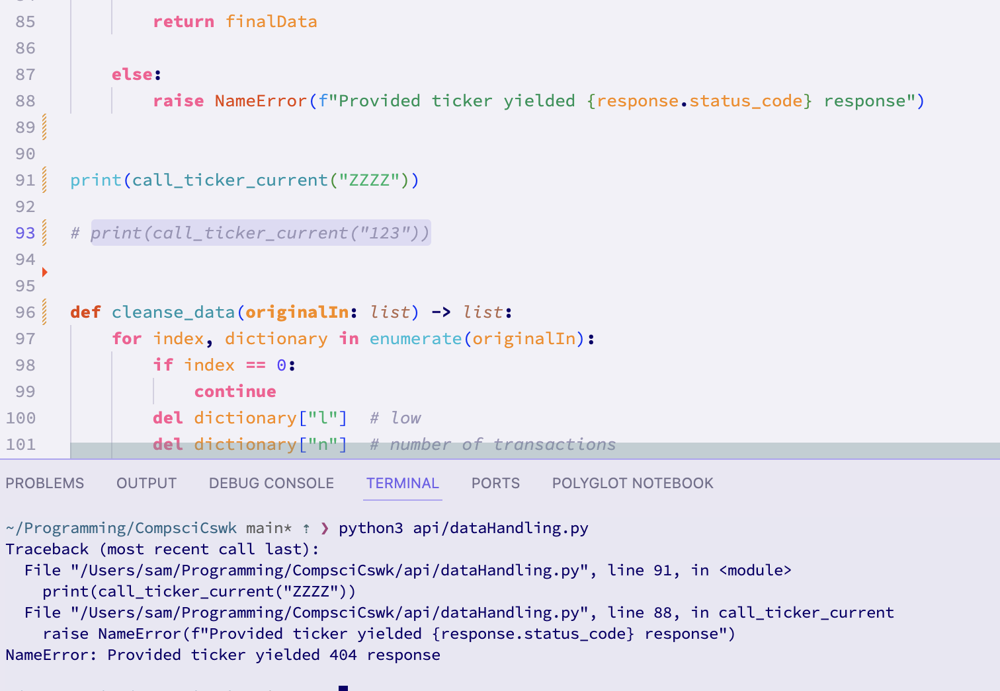 85 return finalData
86
87 else:
88 raise NameError(f"Provided ticker yielded {response.status_code} response")
89
90
91 print(call_ticker_current("ZZZZ"))
92
93 # print(call_ticker_current("123"))
94
95
96 def cleanse_data(originalIn: list) -> list:
97 for index, dictionary in enumerate(originalIn):
98 if index == 0:
99 continue
100 del dictionary["l"] # low
101 del dictionary["n"] # number of transactions
PROBLEMS OUTPUT DEBUG CONSOLE TERMINAL PORTS POLYGLOT NOTEBOOK
~/Programming/CompsciCswk main* ⇡ ❯ python3 api/dataHandling.py
Traceback (most recent call last):
File "/Users/sam/Programming/CompsciCswk/api/dataHandling.py", line 91, in <module>
print(call_ticker_current("ZZZZ"))
File "/Users/sam/Programming/CompsciCswk/api/dataHandling.py", line 88, in call_ticker_current
raise NameError(f"Provided ticker yielded {response.status_code} response")
NameError: Provided ticker yielded 404 response